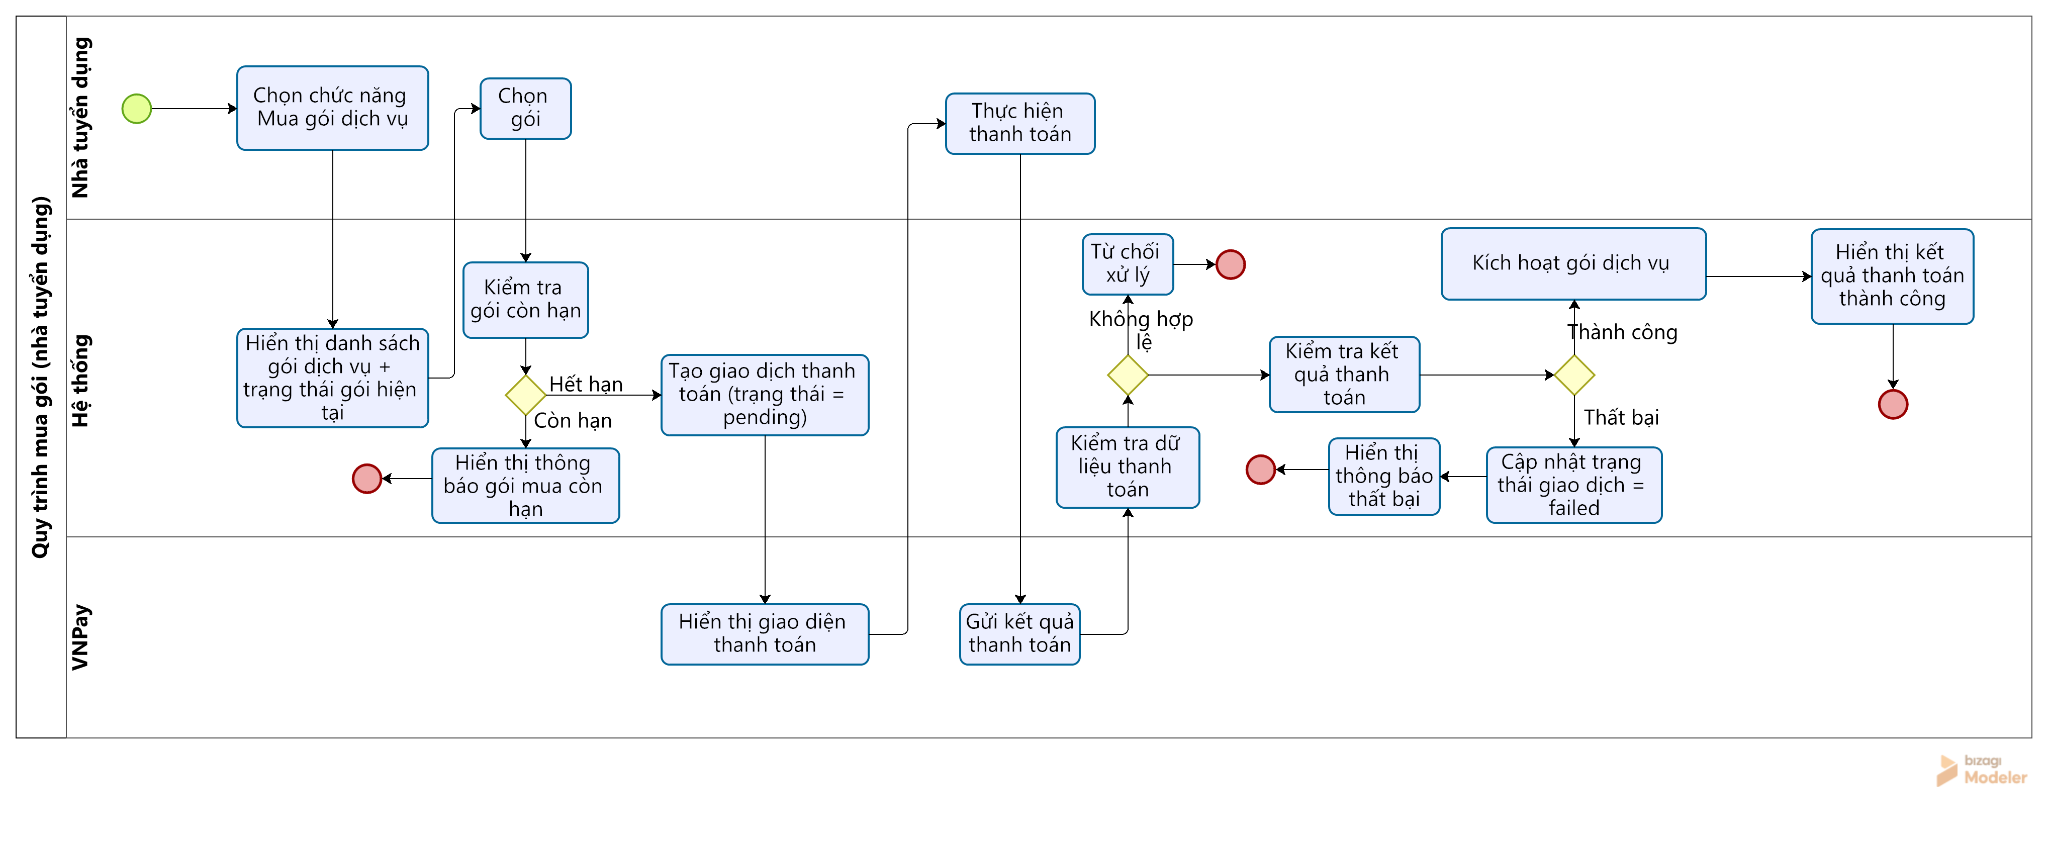 Quy trình mua gói (nhà tuyển dụng)
Nhà tuyển dụng
Chọn chức năng
Mua gói dịch vụ
Chọn
gói
Thực hiện
thanh toán
Hệ thống
Hiển thị danh sách
gói dịch vụ +
trạng thái gói hiện
tại
Kiểm tra
gói còn hạn
Hết hạn
Còn hạn
Hiển thị thông
báo gói mua còn
hạn
Tạo giao dịch thanh
toán (trạng thái =
pending)
Từ chối
xử lý
Không hợp
lệ
Kiểm tra dữ
liệu thanh
toán
Kiểm tra kết
quả thanh
toán
Kích hoạt gói dịch vụ
Thành công
Thất bại
Hiển thị
thông báo
thất bại
Cập nhật trạng
thái giao dịch =
failed
Hiển thị kết
quả thanh toán
thành công
VNPay
Hiển thị giao diện
thanh toán
Gửi kết quả
thanh toán
bizagi
Modeler